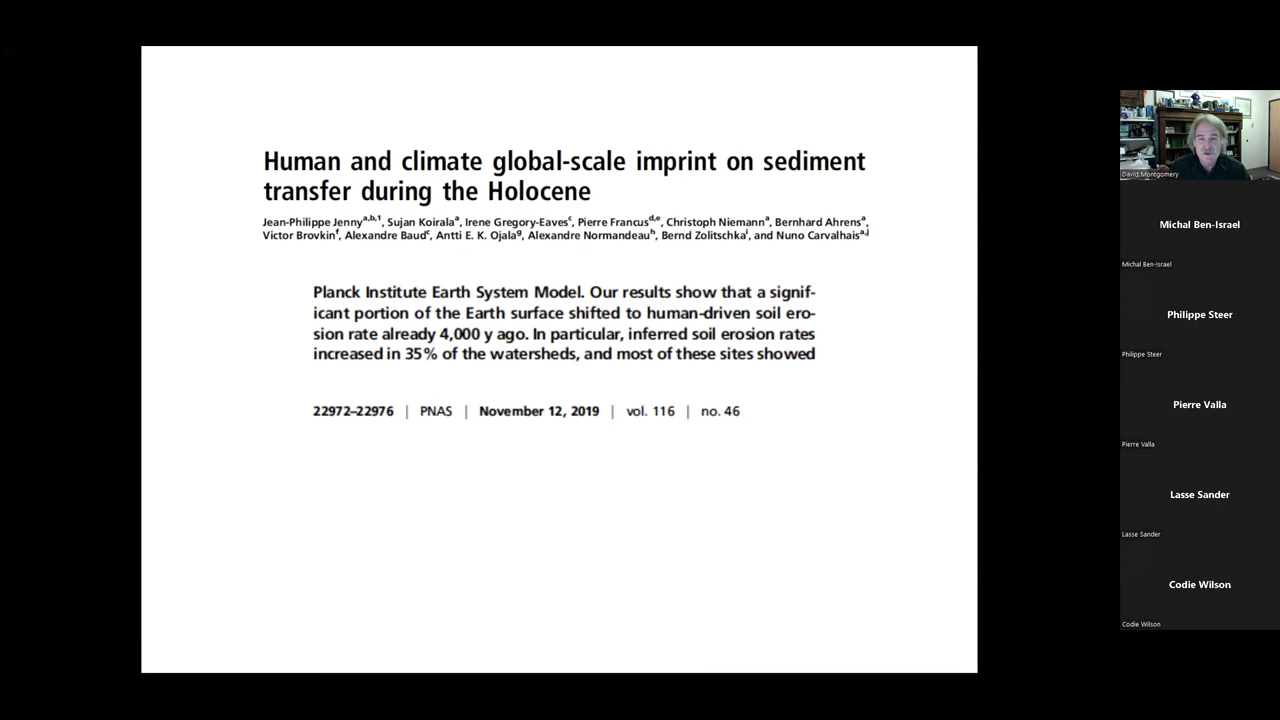 Human and climate global-scale imprint on sediment
transfer during the Holocene
Jean-Philippe Jenny^a,b,1, Sujan Koirala^a, Irene Gregory-Eaves^c, Pierre Francus^d,e, Christoph Niemann^a, Bernhard Ahrens^a,
Victor Brovkin^f, Alexandre Baud^c, Antti E. K. Ojala^g, Alexandre Normandeau^h, Bernd Zolitschka^i, and Nuno Carvalhais^a,j
Planck Institute Earth System Model. Our results show that a signif-
icant portion of the Earth surface shifted to human-driven soil ero-
sion rate already 4,000 y ago. In particular, inferred soil erosion rates
increased in 35% of the watersheds, and most of these sites showed
22972–22976 | PNAS | November 12, 2019 | vol. 116 | no. 46
David Montgomery
Michal Ben-Israel
Michal Ben-Israel
Philippe Steer
Philippe Steer
Pierre Valla
Pierre Valla
Lasse Sander
Lasse Sander
Codie Wilson
Codie Wilson